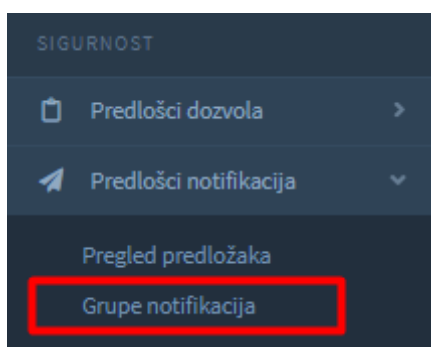 SIGURNOST
Predlošci dozvola
Predlošci notifikacija
Pregled predložaka
Grupe notifikacija